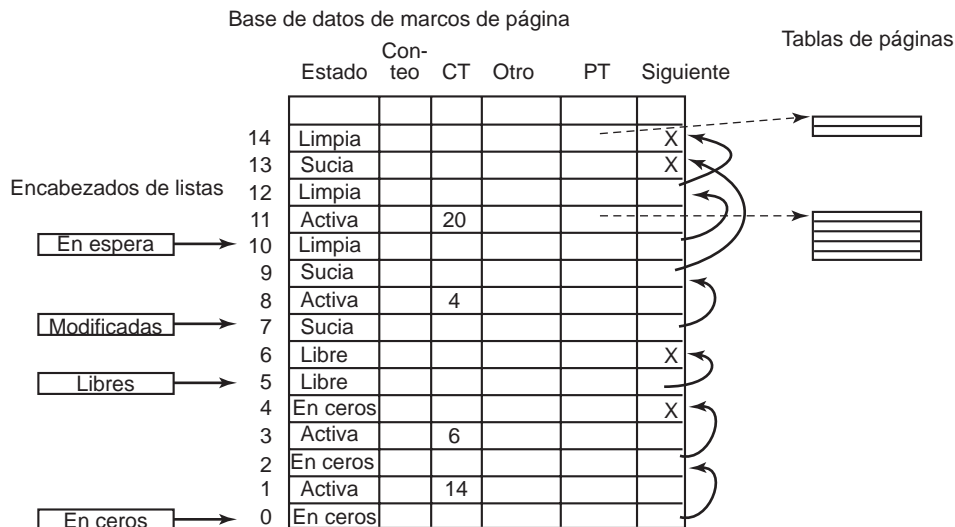 Base de datos de marcos de página
Tablas de páginas
Con-
Estado teo CT Otro PT Siguiente
14 Limpia X
13 Sucia X
Encabezados de listas
12 Limpia
11 Activa 20
En espera 10 Limpia
9 Sucia
8 Activa 4
Modificadas 7 Sucia
6 Libre X
Libres 5 Libre
4 En ceros X
3 Activa 6
2 En ceros
1 Activa 14
En ceros 0 En ceros